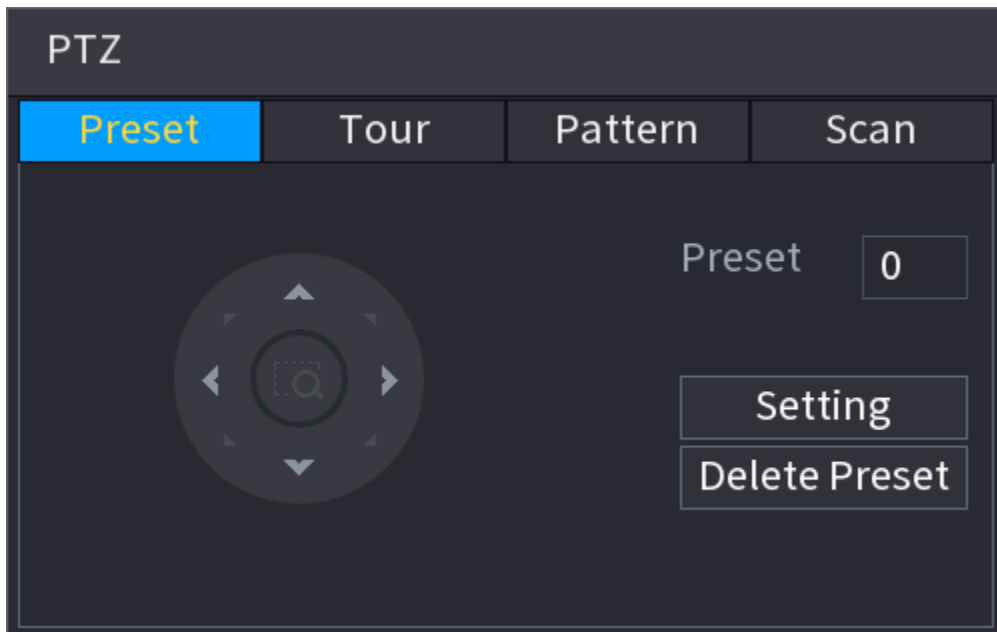 PTZ
Preset Tour Pattern Scan
Preset 0
Setting
Delete Preset